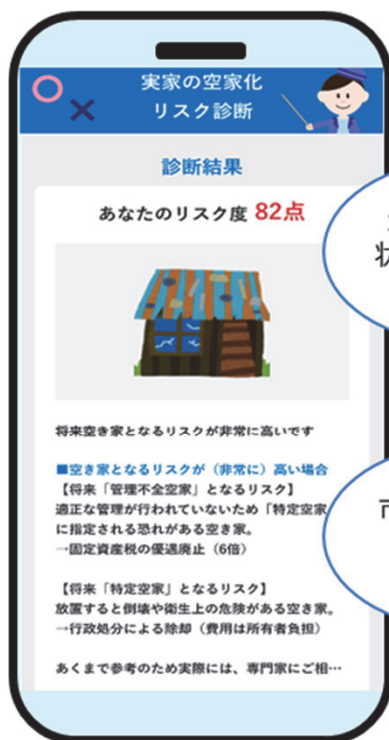 実家の空家化
リスク診断
診断結果
あなたのリスク度 82点
将来空き家となるリスクが非常に高いです
■空き家となるリスクが（非常に）高い場合
【将来「管理不全空家」となるリスク】
適正な管理が行われていないため「特定空家
に指定される恐れがある空き家。
→固定資産税の優遇廃止（6倍）
【将来「特定空家」となるリスク】
放置すると倒壊や衛生上の危険がある空き家。
→行政処分による除却（費用は所有者負担）
あくまで参考のため実際には、専門家にご相…